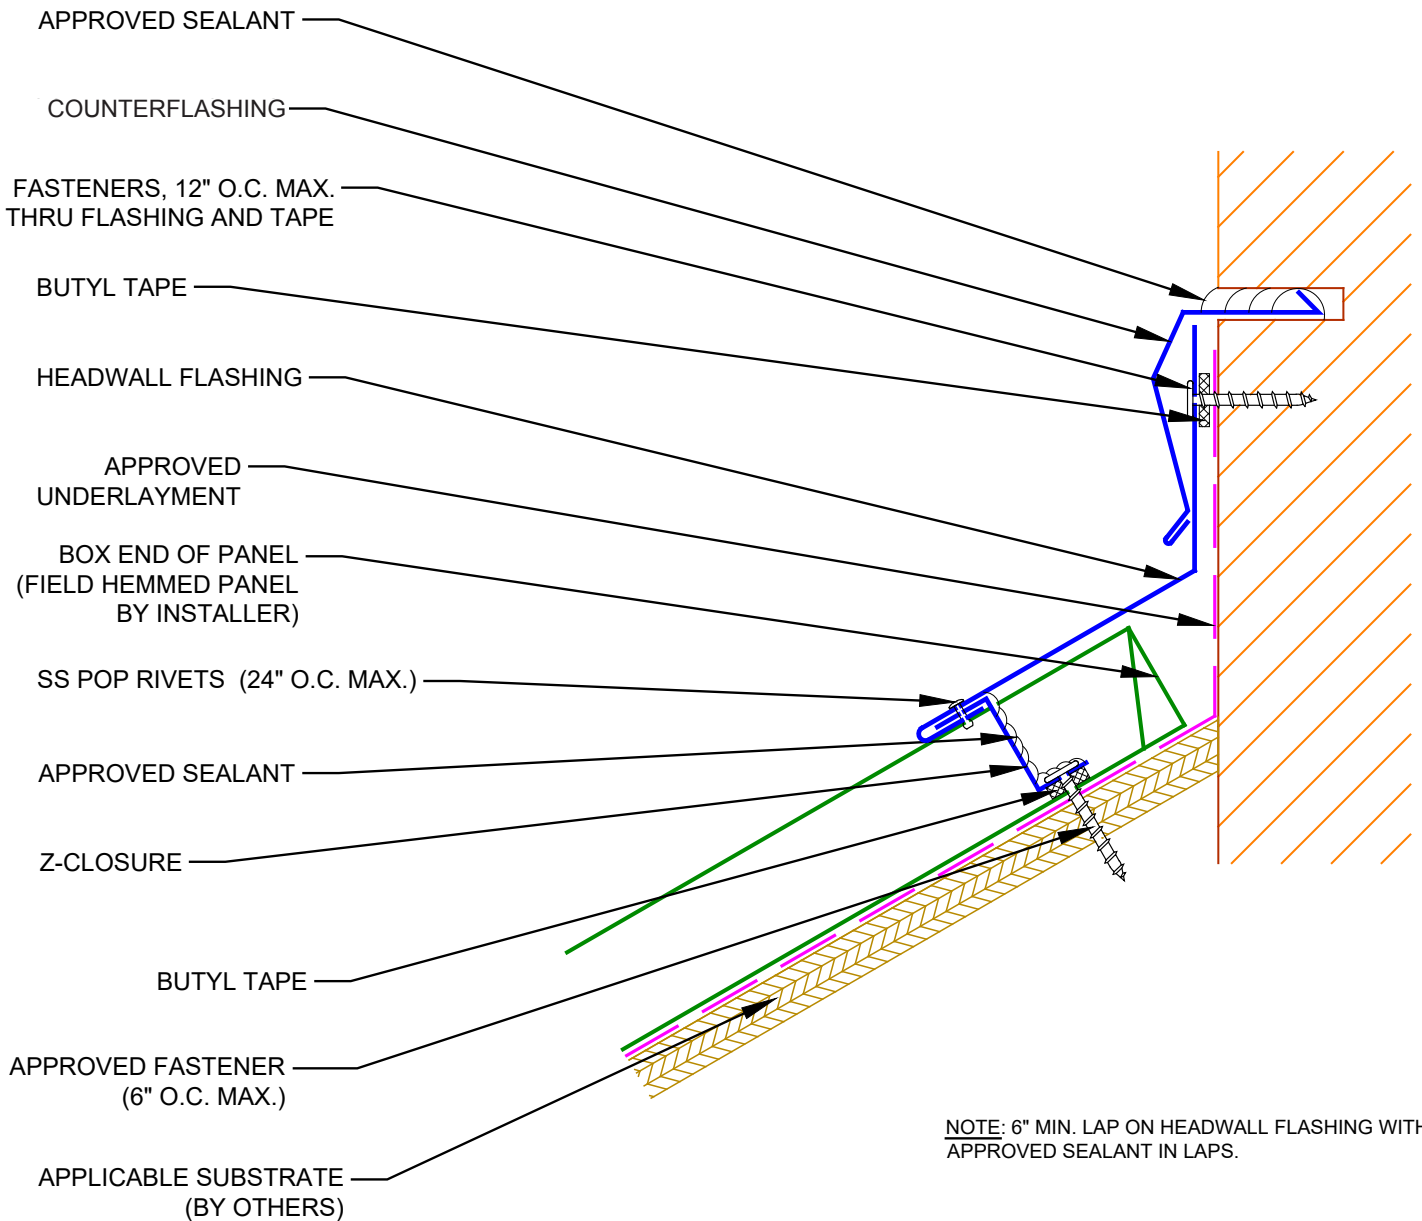 APPROVED SEALANT
COUNTERFLASHING
FASTENERS, 12" O.C. MAX.
THRU FLASHING AND TAPE
BUTYL TAPE
HEADWALL FLASHING
APPROVED
UNDERLAYMENT
BOX END OF PANEL
(FIELD HEMMED PANEL
BY INSTALLER)
SS POP RIVETS (24" O.C. MAX.)
APPROVED SEALANT
Z-CLOSURE
BUTYL TAPE
APPROVED FASTENER
(6" O.C. MAX.)
APPLICABLE SUBSTRATE
(BY OTHERS)
NOTE: 6" MIN. LAP ON HEADWALL FLASHING WITH
APPROVED SEALANT IN LAPS.